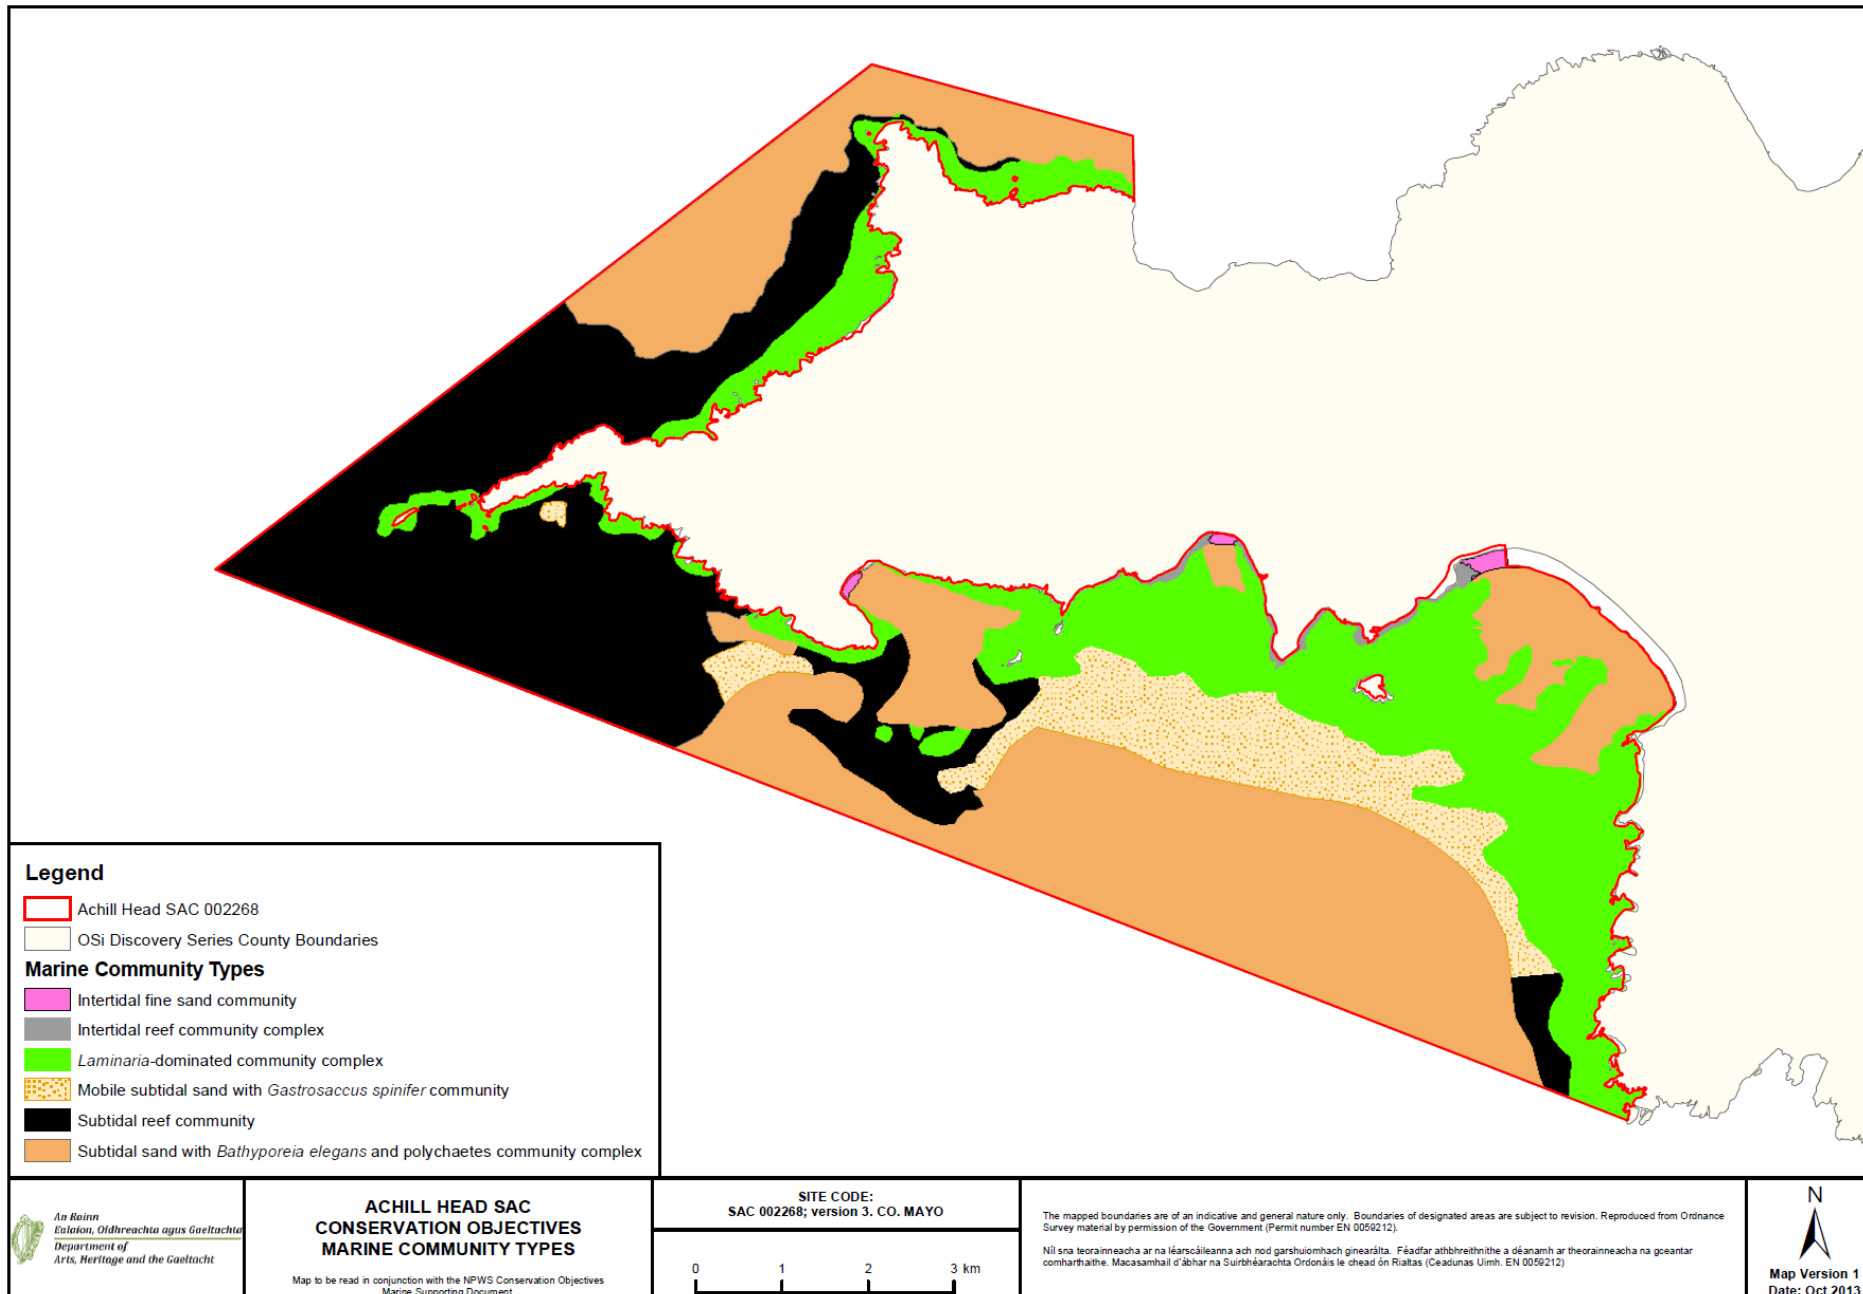 Legend
Achill Head SAC 002268
OSi Discovery Series County Boundaries
Marine Community Types
Intertidal fine sand community
Intertidal reef community complex
Laminaria-dominated community complex
Mobile subtidal sand with Gastrosaccus spinifer community
Subtidal reef community
Subtidal sand with Bathyporeia elegans and polychaetes community complex
An Roinn
Ealaíon, Oidhreachta agus Gaeltachta
Department of
Arts, Heritage and the Gaeltacht
ACHILL HEAD SAC
CONSERVATION OBJECTIVES
MARINE COMMUNITY TYPES
Map to be read in conjunction with the NPWS Conservation Objectives
Marine Supporting Document
SITE CODE:
SAC 002268; version 3. CO. MAYO
0 1 2 3 km
The mapped boundaries are of an indicative and general nature only. Boundaries of designated areas are subject to revision. Reproduced from Ordnance
Survey material by permission of the Government (Permit number EN 0059212).
Níl sna teorainneacha ar na léarscáileanna ach nod garshuiomhach ginearálta. Féadfar athbhreithnithe a déanamh ar theorainneacha na gceantar
comharthaithe. Macasamhail d'ábhar na Suirbhéarachta Ordonáis le chead ón Rialtas (Ceadunas Uimh. EN 0059212)
N
Map Version 1
Date: Oct 2013